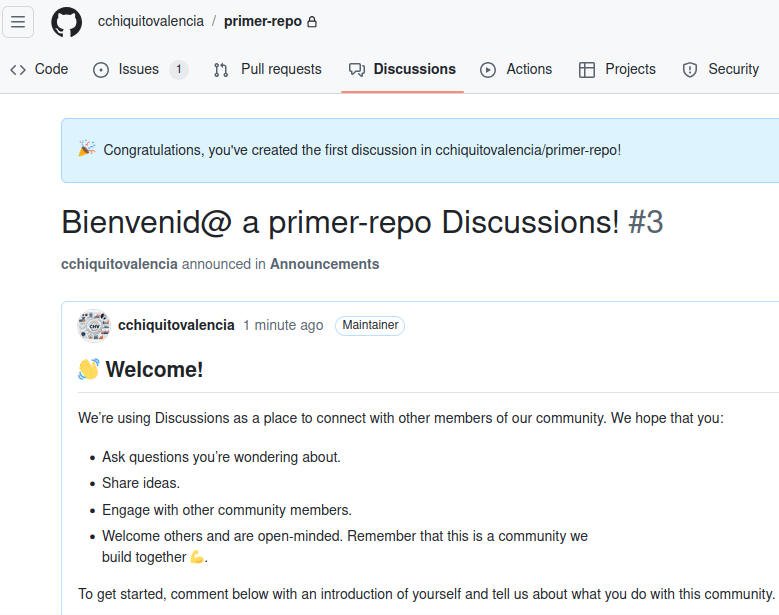 cchiquitovalencia / primer-repo
Code Issues 1 Pull requests Discussions Actions Projects Security
Congratulations, you've created the first discussion in cchiquitovalencia/primer-repo!
Bienvenid@ a primer-repo Discussions! #3
cchiquitovalencia announced in Announcements
CHV
cchiquitovalencia 1 minute ago Maintainer
👋 Welcome!
We’re using Discussions as a place to connect with other members of our community. We hope that you:
• Ask questions you’re wondering about.
• Share ideas.
• Engage with other community members.
• Welcome others and are open-minded. Remember that this is a community we
build together 💪.
To get started, comment below with an introduction of yourself and tell us about what you do with this community.